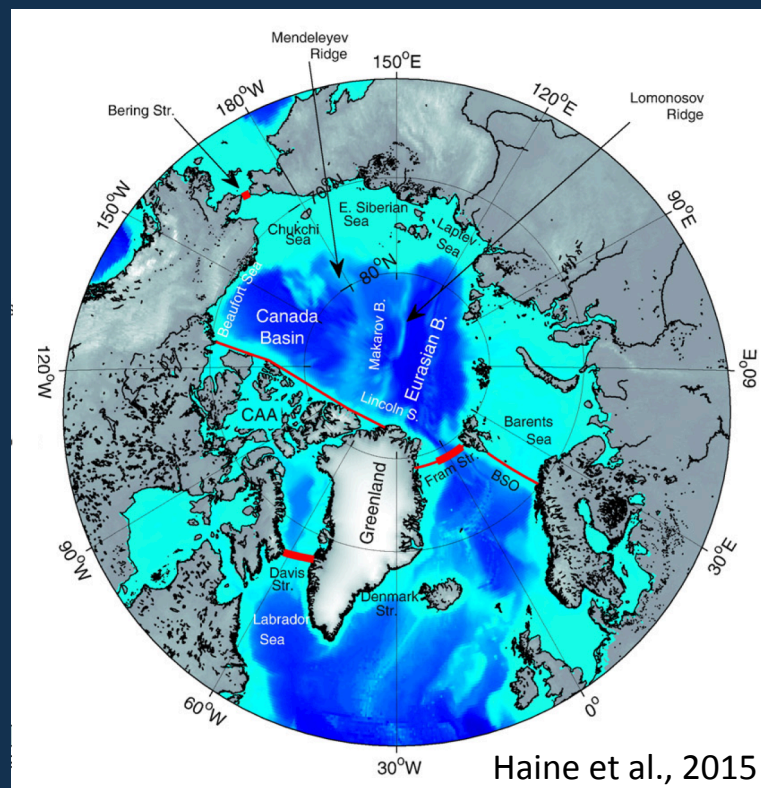 Mendeleyev
Ridge
150°E
180°W
120°E
Lomonosov
Ridge
Bering Str.
150°W
70°N
E. Siberian
Sea
Chukchi
Sea
Laptev
Sea
90°E
80°N
Beaufort Sea
Canada
Basin
Makarov B.
Eurasian B.
120°W
60°E
Lincoln S.
CAA
Barents
Sea
Fram Str.
BSO
Greenland
90°W
30°E
Davis
Str.
Denmark
Str.
Labrador
Sea
60°W
0°
30°W
Haine et al., 2015